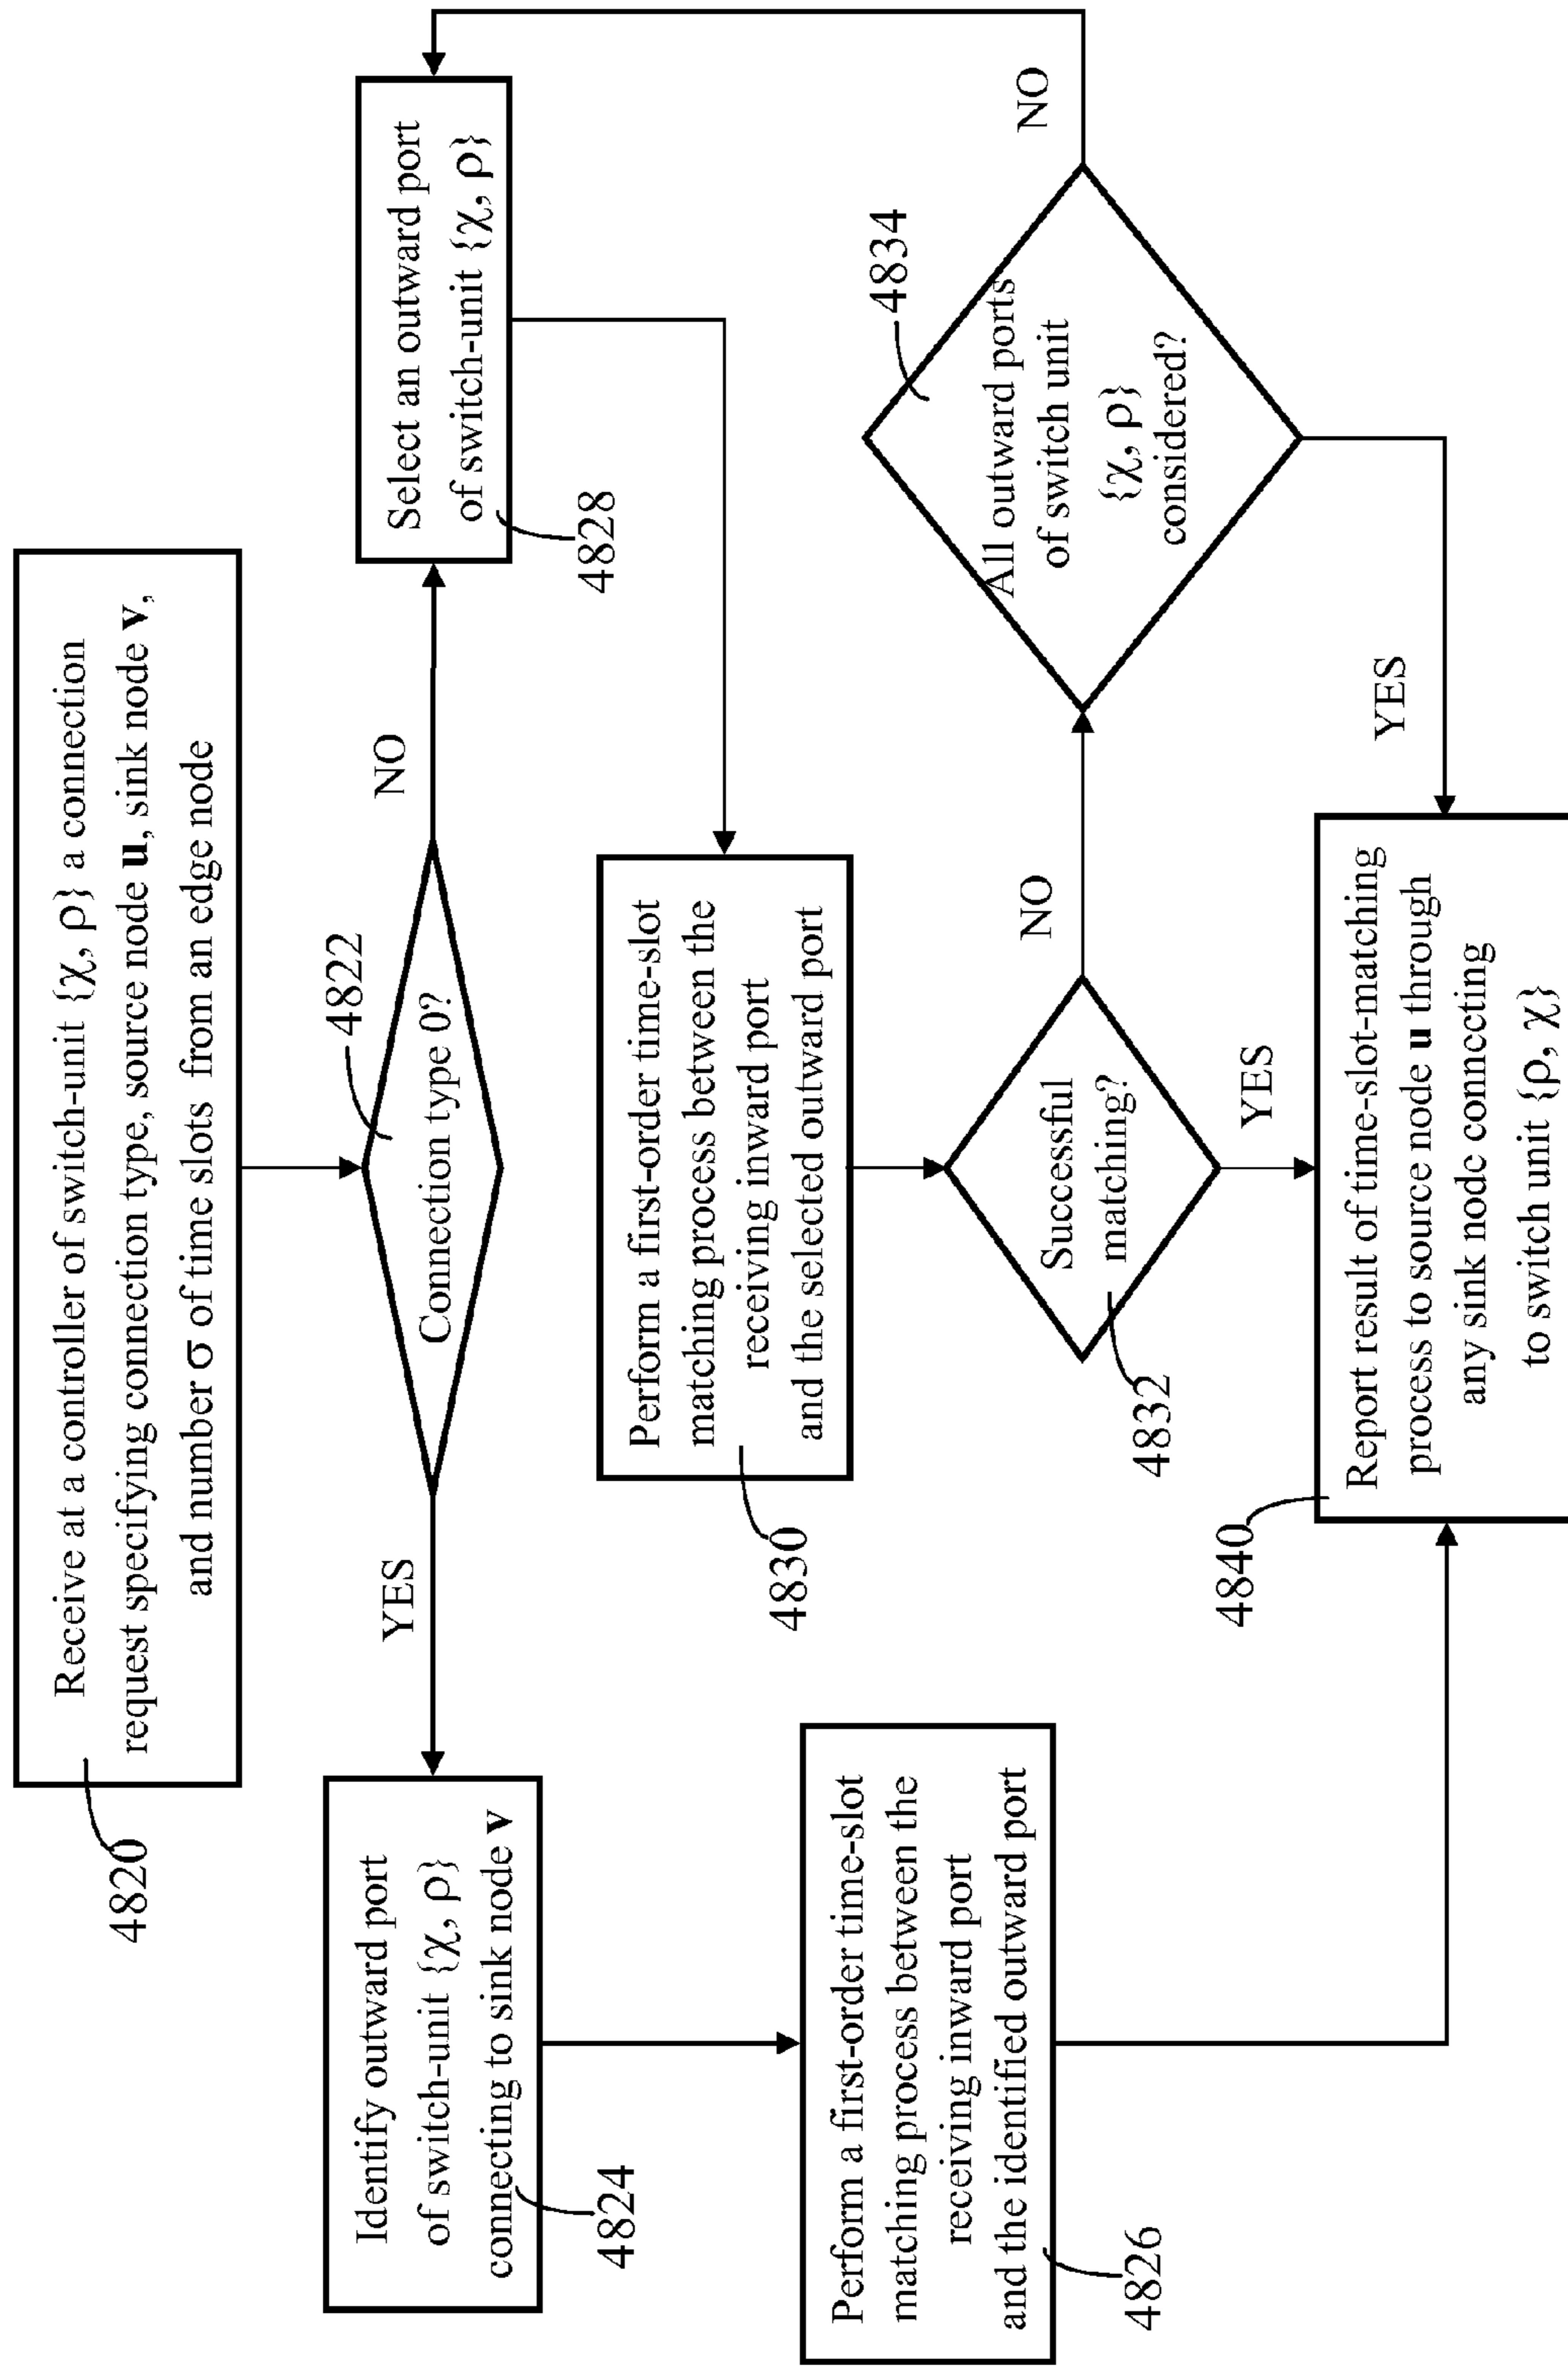 Receive at a controller of switch-unit {χ, ρ} a connection
request specifying connection type, source node u, sink node v,
and number σ of time slots from an edge node
4820
Connection type 0?
4822
YES
NO
Identify outward port
of switch-unit {χ, ρ}
connecting to sink node v
4824
Select an outward port
of switch-unit {χ, ρ}
4828
Perform a first-order time-slot
matching process between the
receiving inward port
and the identified outward port
4826
Perform a first-order time-slot
matching process between the
receiving inward port
and the selected outward port
4830
Successful
matching?
4832
NO
YES
All outward ports
of switch unit
{χ, ρ}
considered?
4834
NO
YES
Report result of time-slot-matching
process to source node u through
any sink node connecting
to switch unit {ρ, χ}
4840